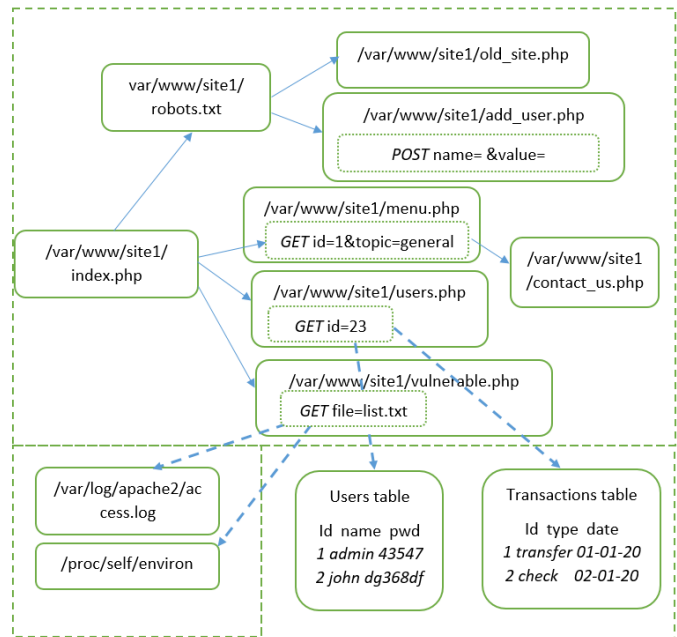 /var/www/site1/old_site.php
var/www/site1/
robots.txt
/var/www/site1/add_user.php
POST name= &value=
/var/www/site1/menu.php
GET id=1&topic=general
/var/www/site1/
index.php
/var/www/site1
/contact_us.php
/var/www/site1/users.php
GET id=23
/var/www/site1/vulnerable.php
GET file=list.txt
/var/log/apache2/ac
cess.log
/proc/self/environ
Users table
Id name pwd
1 admin 43547
2 john dg368df
Transactions table
Id type date
1 transfer 01-01-20
2 check 02-01-20